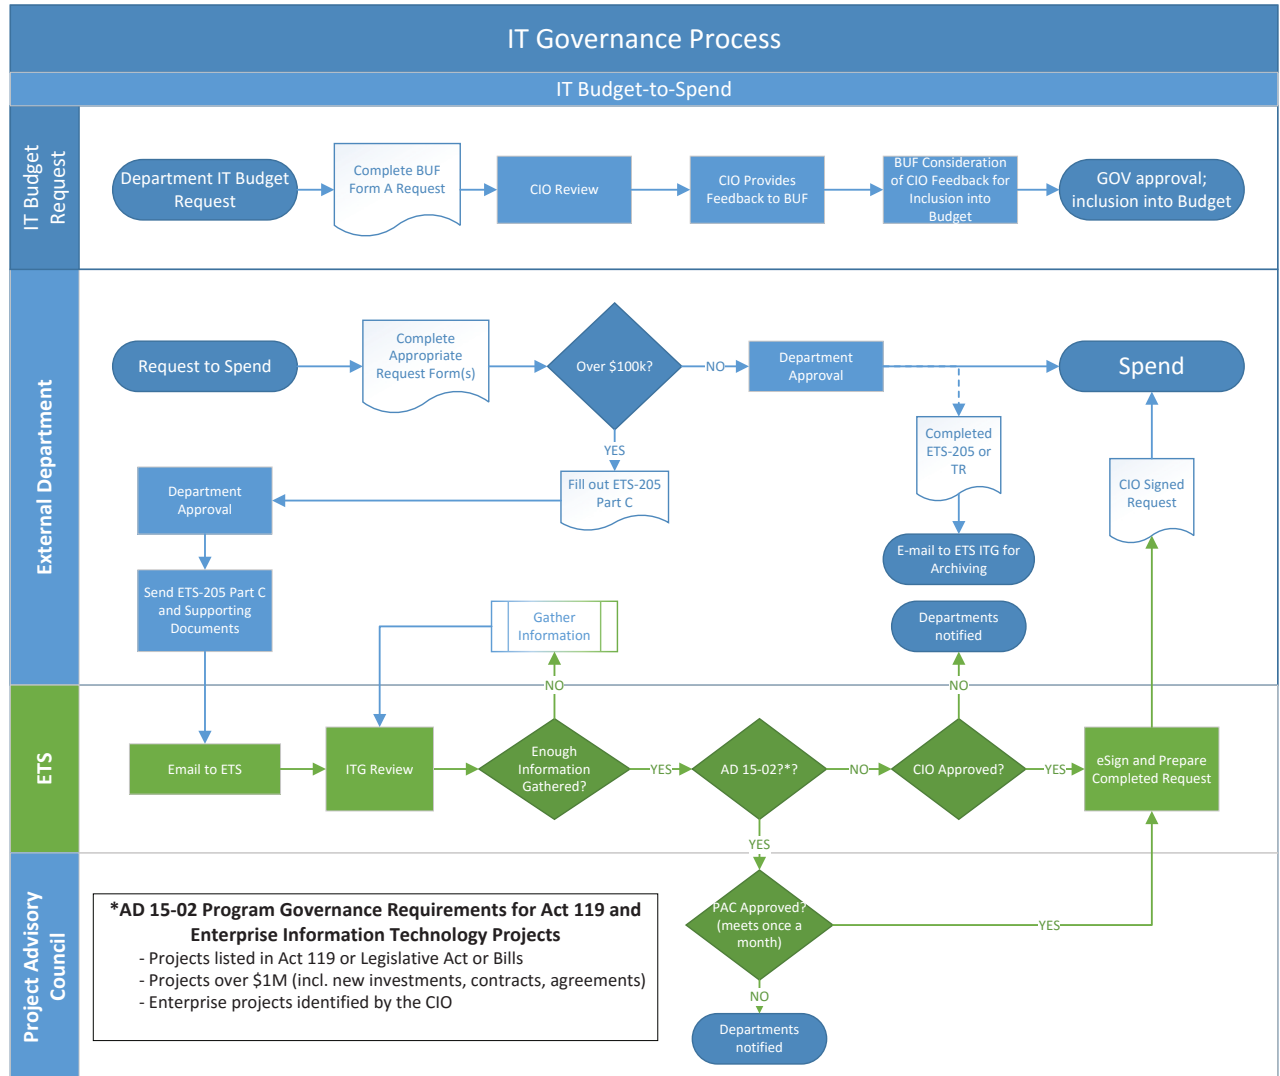 IT Governance Process
IT Budget-to-Spend
IT Budget
Request
Department IT Budget
Request
Complete BUF
Form A Request
CIO Review
CIO Provides
Feedback to BUF
BUF Consideration
of CIO Feedback for
Inclusion into
Budget
GOV approval;
inclusion into Budget
External Department
Request to Spend
Complete
Appropriate
Request Form(s)
Over $100k?
NO
Department
Approval
Spend
YES
Fill out ETS-205
Part C
Department
Approval
Completed
ETS-205 or
TR
CIO Signed
Request
E-mail to ETS ITG for
Archiving
Send ETS-205 Part C
and Supporting
Documents
Gather
Information
Departments
notified
NO
NO
ETS
Email to ETS
ITG Review
Enough
Information
Gathered?
YES
AD 15-02?*?
NO
CIO Approved?
YES
eSign and Prepare
Completed Request
YES
Project Advisory
Council
*AD 15-02 Program Governance Requirements for Act 119 and
Enterprise Information Technology Projects
- Projects listed in Act 119 or Legislative Act or Bills
- Projects over $1M (incl. new investments, contracts, agreements)
- Enterprise projects identified by the CIO
PAC Approved?
(meets once a
month)
YES
NO
Departments
notified